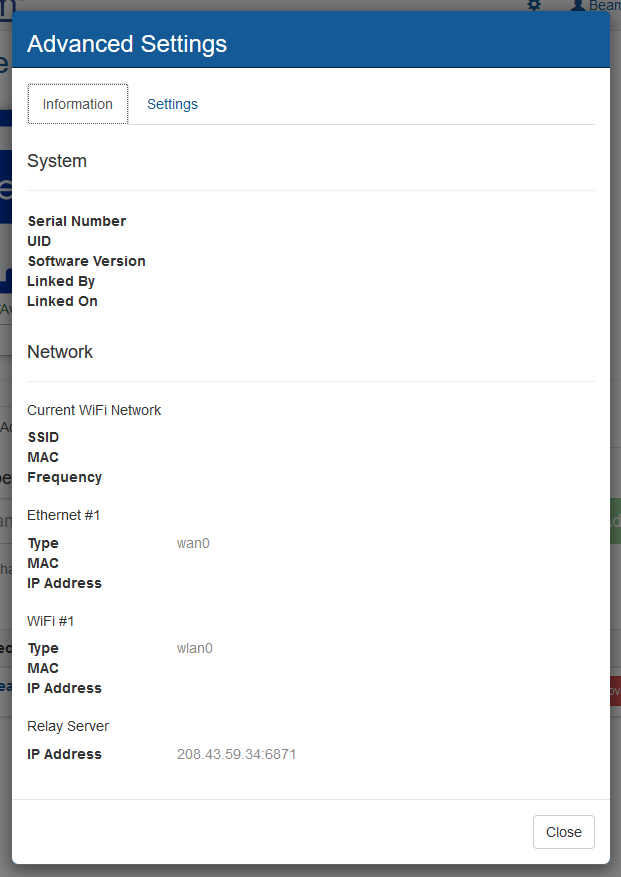 Beam
Advanced Settings
Information
Settings
System
Serial Number
UID
Software Version
Linked By
Linked On
Network
Current WiFi Network
SSID
MAC
Frequency
Ethernet #1
Type wan0
MAC
IP Address
WiFi #1
Type wlan0
MAC
IP Address
Relay Server
IP Address 208.43.59.34:6871
Close